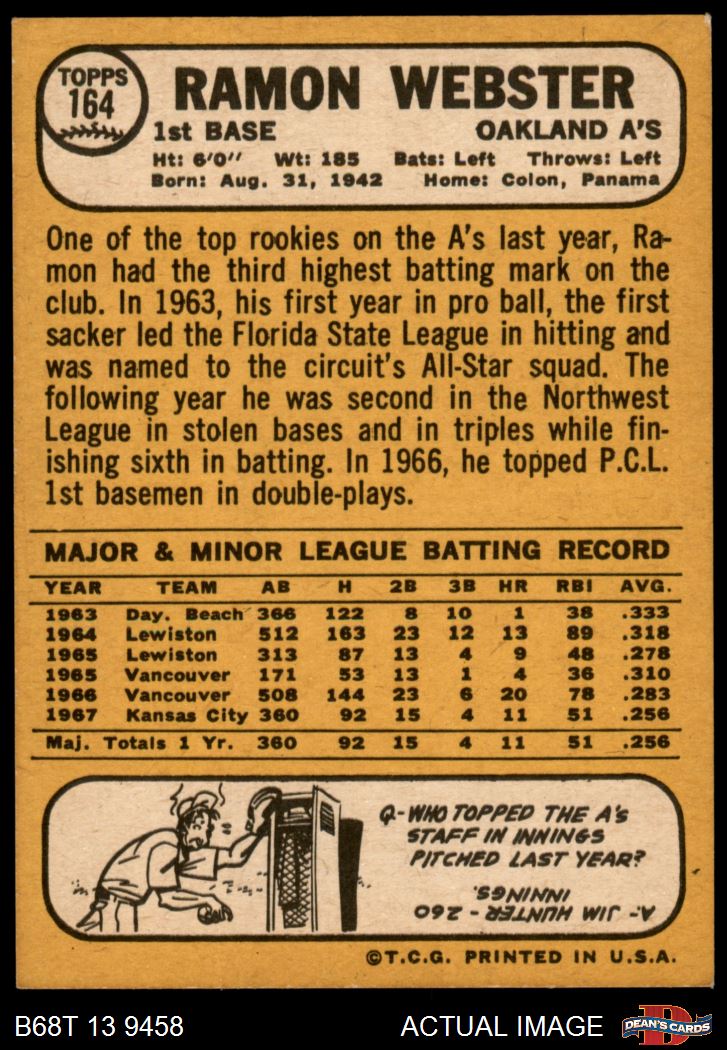 TOPPS
164
RAMON WEBSTER
1st BASE OAKLAND A'S
Ht: 6'0" Wt: 185 Bats: Left Throws: Left
Born: Aug. 31, 1942 Home: Colon, Panama
One of the top rookies on the A's last year, Ra-
mon had the third highest batting mark on the
club. In 1963, his first year in pro ball, the first
sacker led the Florida State League in hitting and
was named to the circuit's All-Star squad. The
following year he was second in the Northwest
League in stolen bases and in triples while fin-
ishing sixth in batting. In 1966, he topped P.C.L.
1st basemen in double-plays.
MAJOR & MINOR LEAGUE BATTING RECORD
YEAR TEAM AB H 2B 3B HR RBI AVG.
1963 Day. Beach 366 122 8 10 1 38 .333
1964 Lewiston 512 163 23 12 13 89 .318
1965 Lewiston 313 87 13 4 9 48 .278
1965 Vancouver 171 53 13 1 4 36 .310
1966 Vancouver 508 144 23 6 20 78 .283
1967 Kansas City 360 92 15 4 11 51 .256
Maj. Totals 1 Yr. 360 92 15 4 11 51 .256
Q-WHO TOPPED THE A's
STAFF IN INNINGS
PITCHED LAST YEAR?
A.- JIM HUNTER - 260
INNINGS.
©T.C.G. PRINTED IN U.S.A.
B68T 13 9458 ACTUAL IMAGE
D
DEAN'S CARDS